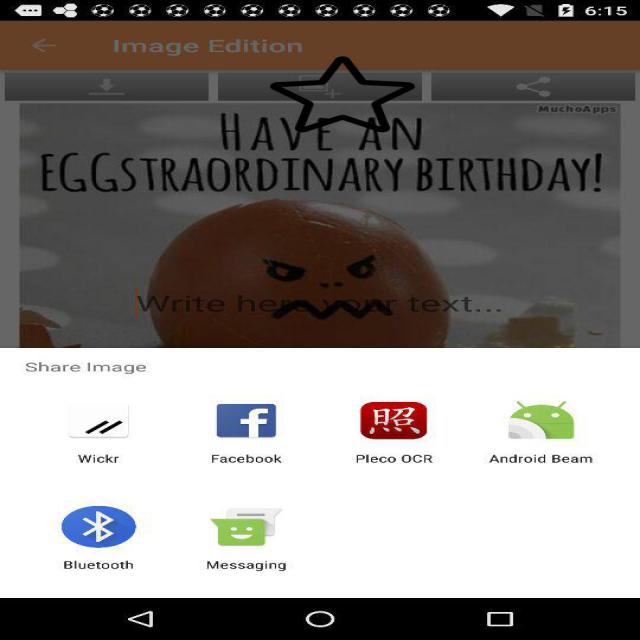 6:15
Image Edition
MuchoApps
HAVE AN
EGGSTRAORDINARY BIRTHDAY!
Write here your text...
Share Image
照
Wickr
Facebook
Pleco OCR
Android Beam
Bluetooth
Messaging